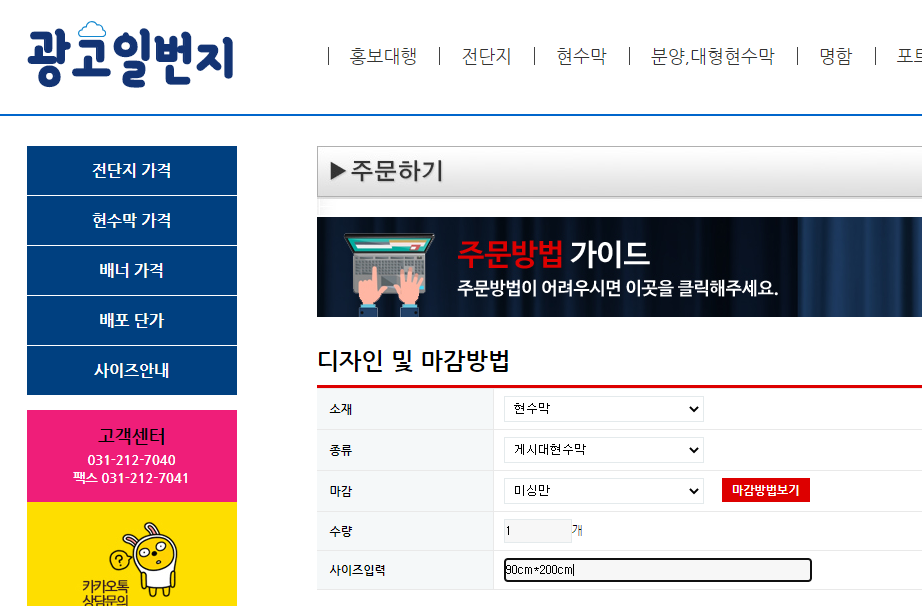 광고일번지
홍보대행
전단지
현수막
분양,대형현수막
명함
전단지 가격
현수막 가격
배너 가격
배포 단가
사이즈안내
고객센터
031-212-7040
팩스 031-212-7041
카카오톡
상담문의
▶주문하기
주문방법 가이드
주문방법이 어려우시면 이곳을 클릭해주세요.
디자인 및 마감방법
소재 현수막
종류 게시대현수막
마감 미싱만 마감방법보기
수량 1 개
사이즈입력 90cm*200cm